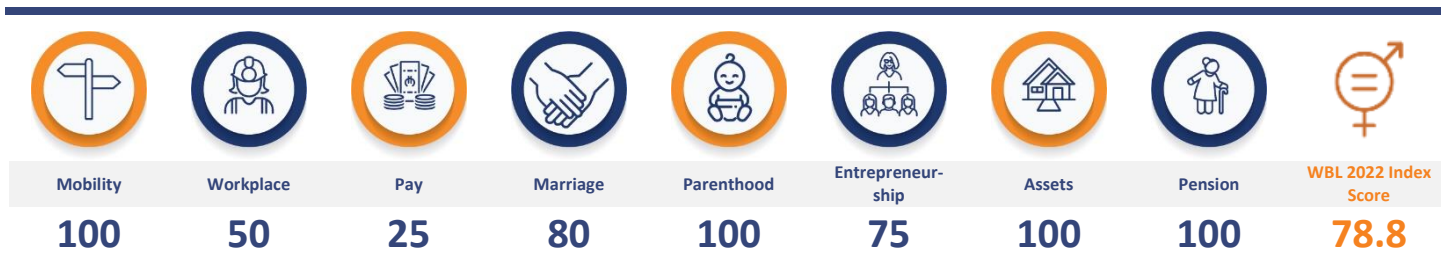 Mobility
Workplace
Pay
Marriage
Parenthood
Entrepreneur-
ship
Assets
Pension
WBL 2022 Index
Score
100
50
25
80
100
75
100
100
78.8